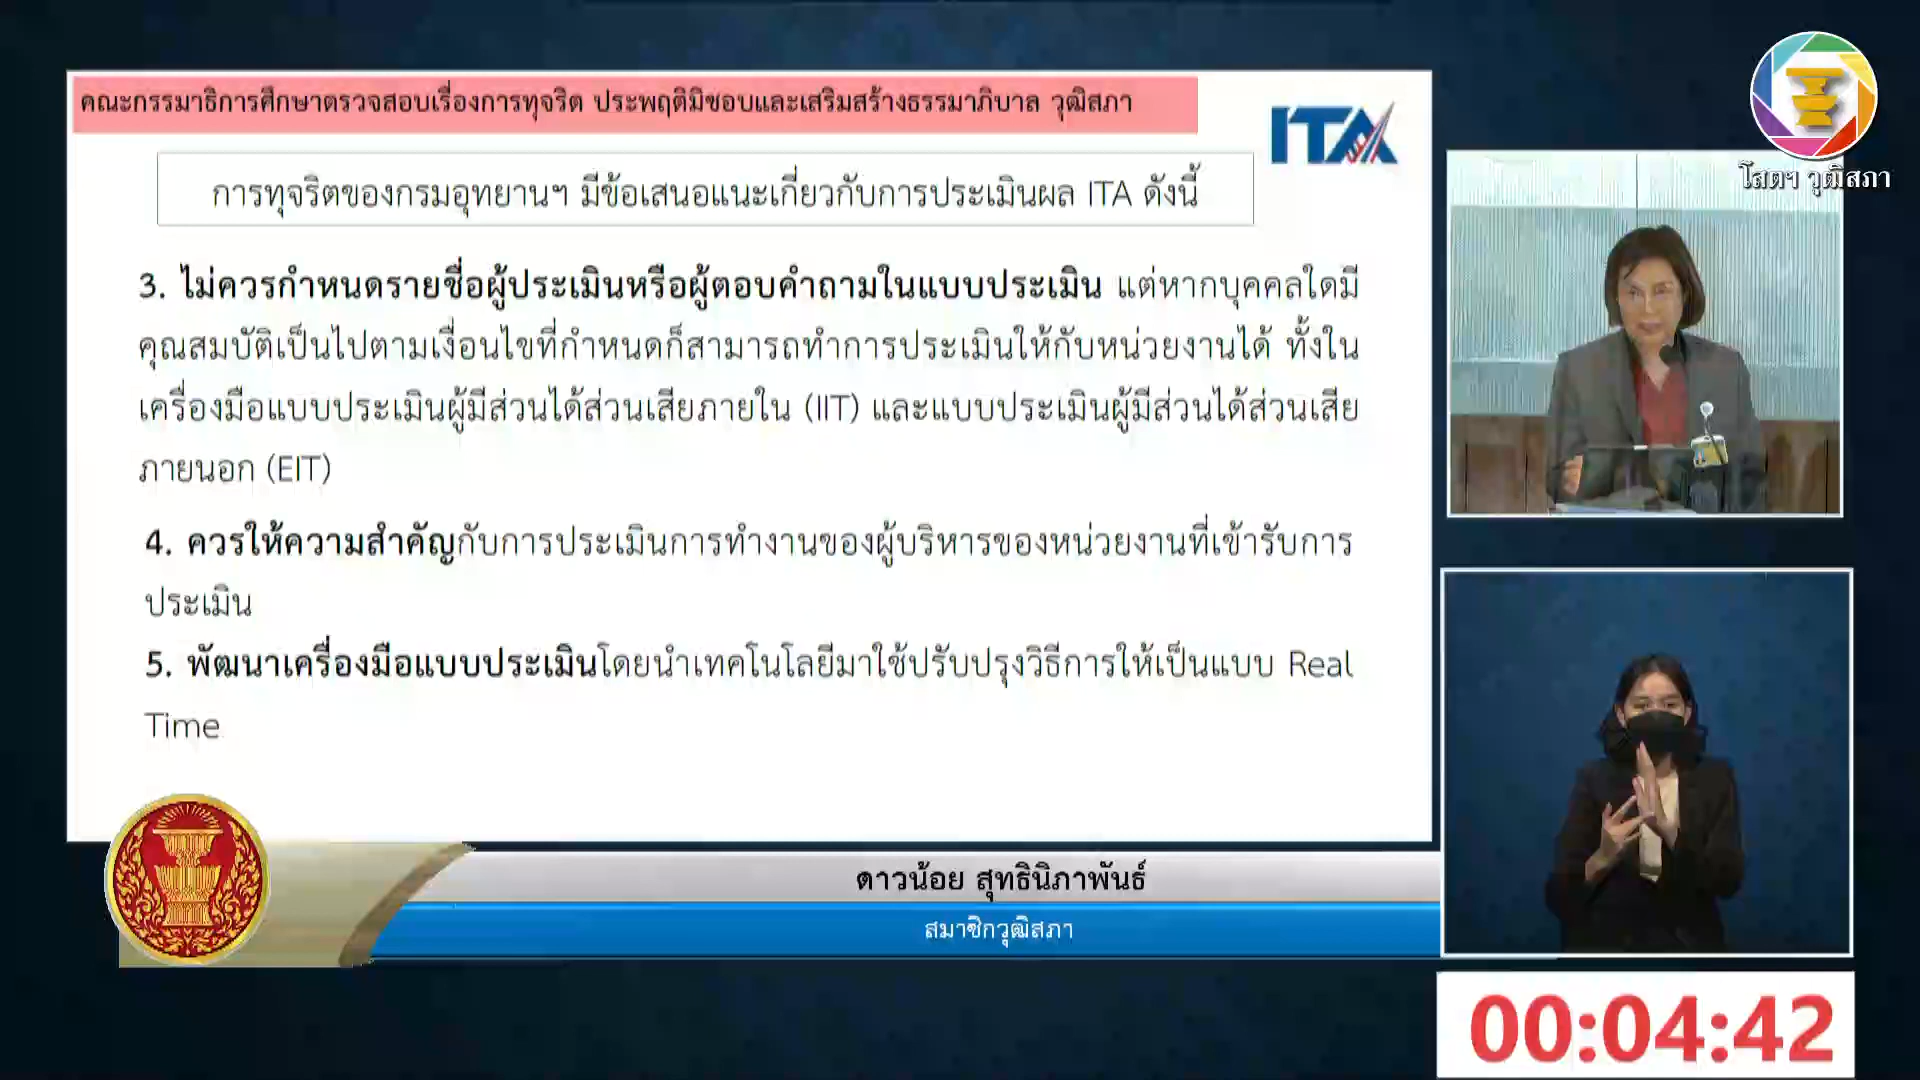 คณะกรรมาธิการศึกษาตรวจสอบเรื่องการทุจริต ประพฤติมิชอบและเสริมสร้างธรรมาภิบาล วุฒิสภา
ITA
โสตฯ วุฒิสภา
การทุจริตของกรมอุทยานฯ มีข้อเสนอแนะเกี่ยวกับการประเมินผล ITA ดังนี้
3. ไม่ควรกำหนดรายชื่อผู้ประเมินหรือผู้ตอบคำถามในแบบประเมิน แต่หากบุคคลใดมี
คุณสมบัติเป็นไปตามเงื่อนไขที่กำหนดก็สามารถทำการประเมินให้กับหน่วยงานได้ ทั้งใน
เครื่องมือแบบประเมินผู้มีส่วนได้ส่วนเสียภายใน (IIT) และแบบประเมินผู้มีส่วนได้ส่วนเสีย
ภายนอก (EIT)
4. ควรให้ความสำคัญกับการประเมินการทำงานของผู้บริหารของหน่วยงานที่เข้ารับการ
ประเมิน
5. พัฒนาเครื่องมือแบบประเมินโดยนำเทคโนโลยีมาใช้ปรับปรุงวิธีการให้เป็นแบบ Real
Time
ดาวน้อย สุทธินิภาพันธ์
สมาชิกวุฒิสภา
00:04:42